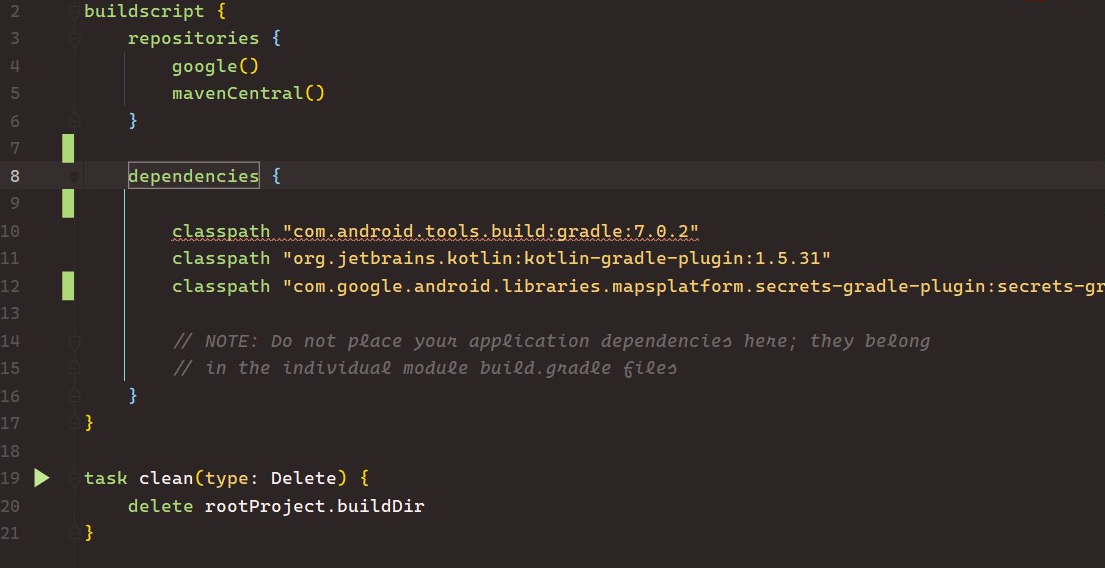 2 buildscript {
3 repositories {
4 google()
5 mavenCentral()
6 }
7
8 dependencies {
9
10 classpath "com.android.tools.build:gradle:7.0.2"
11 classpath "org.jetbrains.kotlin:kotlin-gradle-plugin:1.5.31"
12 classpath "com.google.android.libraries.mapsplatform.secrets-gradle-plugin:secrets-gr
13
14 // NOTE: Do not place your application dependencies here; they belong
15 // in the individual module build.gradle files
16 }
17 }
18
19 task clean(type: Delete) {
20 delete rootProject.buildDir
21 }